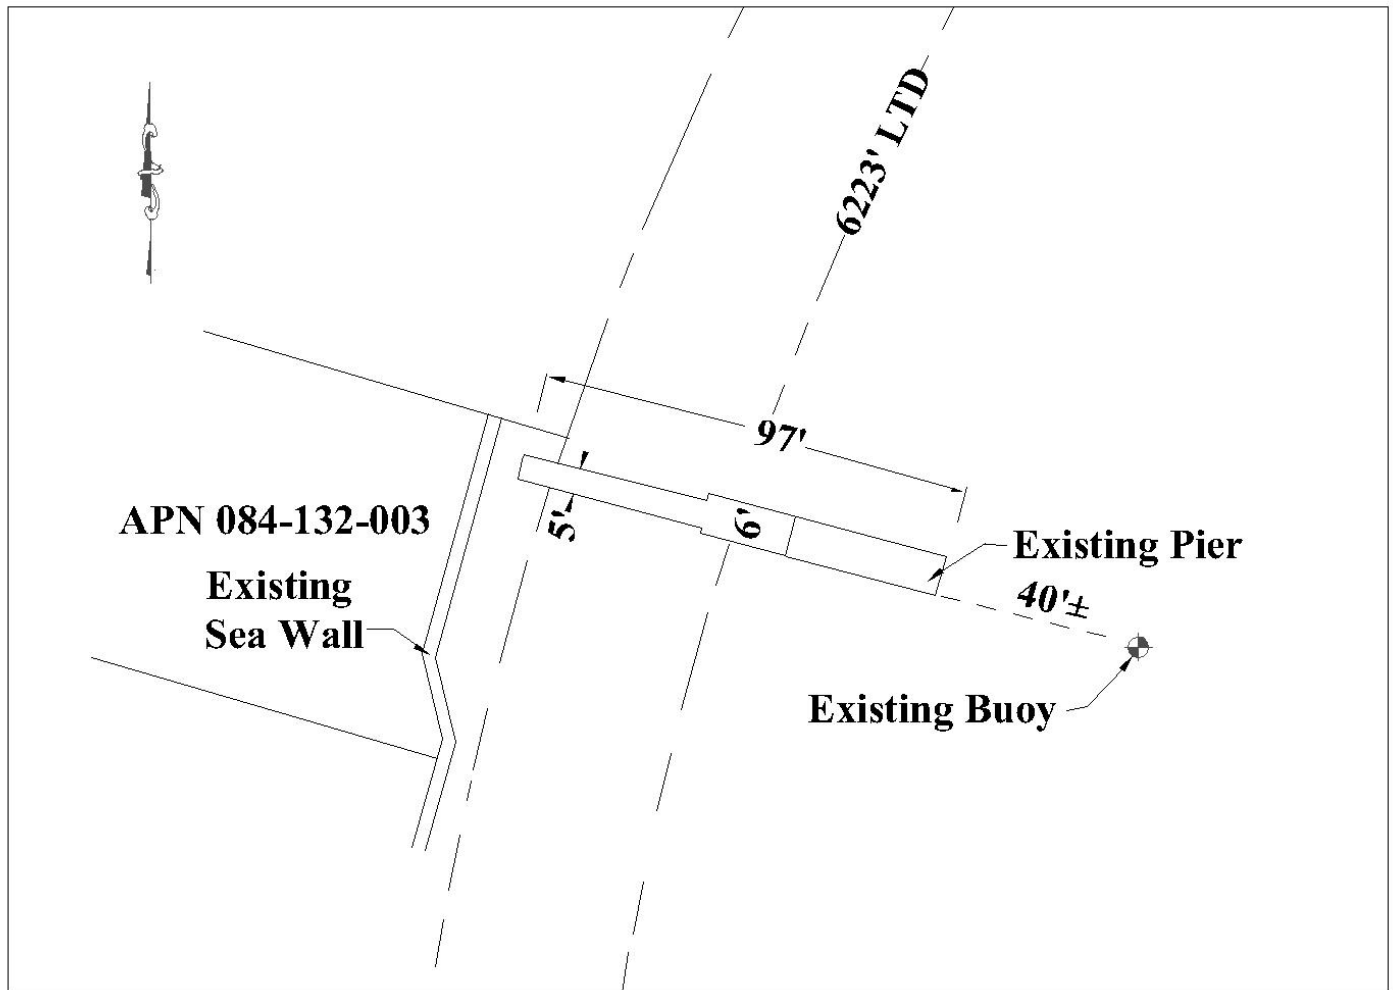 6223' LTD
97'
APN 084-132-003
5'
6'
Existing Pier
40'±
Existing
Sea Wall
Existing Buoy